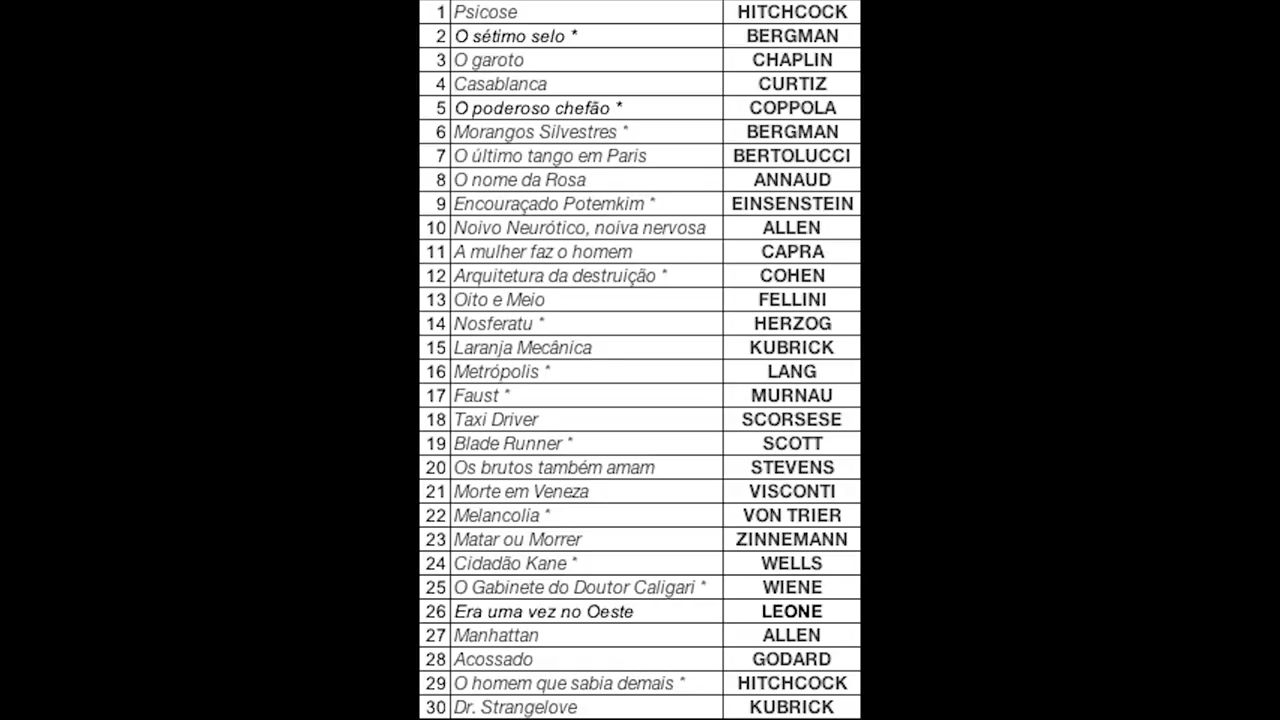 1 Psicose HITCHCOCK
2 O sétimo selo * BERGMAN
3 O garoto CHAPLIN
4 Casablanca CURTIZ
5 O poderoso chefão * COPPOLA
6 Morangos Silvestres * BERGMAN
7 O último tango em Paris BERTOLUCCI
8 O nome da Rosa ANNAUD
9 Encouraçado Potemkim * EINSENSTEIN
10 Noivo Neurótico, noiva nervosa ALLEN
11 A mulher faz o homem CAPRA
12 Arquitetura da destruição * COHEN
13 Oito e Meio FELLINI
14 Nosferatu * HERZOG
15 Laranja Mecânica KUBRICK
16 Metrópolis * LANG
17 Faust * MURNAU
18 Taxi Driver SCORSESE
19 Blade Runner * SCOTT
20 Os brutos também amam STEVENS
21 Morte em Veneza VISCONTI
22 Melancolia * VON TRIER
23 Matar ou Morrer ZINNEMANN
24 Cidadão Kane * WELLS
25 O Gabinete do Doutor Caligari * WIENE
26 Era uma vez no Oeste LEONE
27 Manhattan ALLEN
28 Acossado GODARD
29 O homem que sabia demais * HITCHCOCK
30 Dr. Strangelove KUBRICK